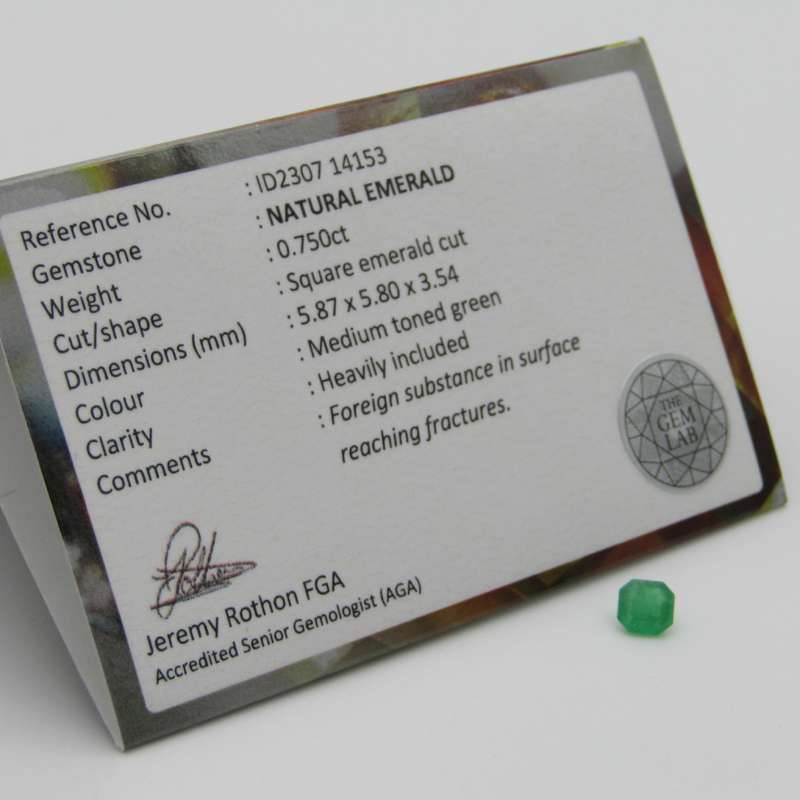 Reference No. : ID2307 14153
Gemstone : NATURAL EMERALD
Weight : 0.750ct
Cut/shape : Square emerald cut
Dimensions (mm) : 5.87 x 5.80 x 3.54
Colour : Medium toned green
Clarity : Heavily included
Comments : Foreign substance in surface
reaching fractures.
THE
GEM
LAB
Jeremy Rothon FGA
Accredited Senior Gemologist (AGA)